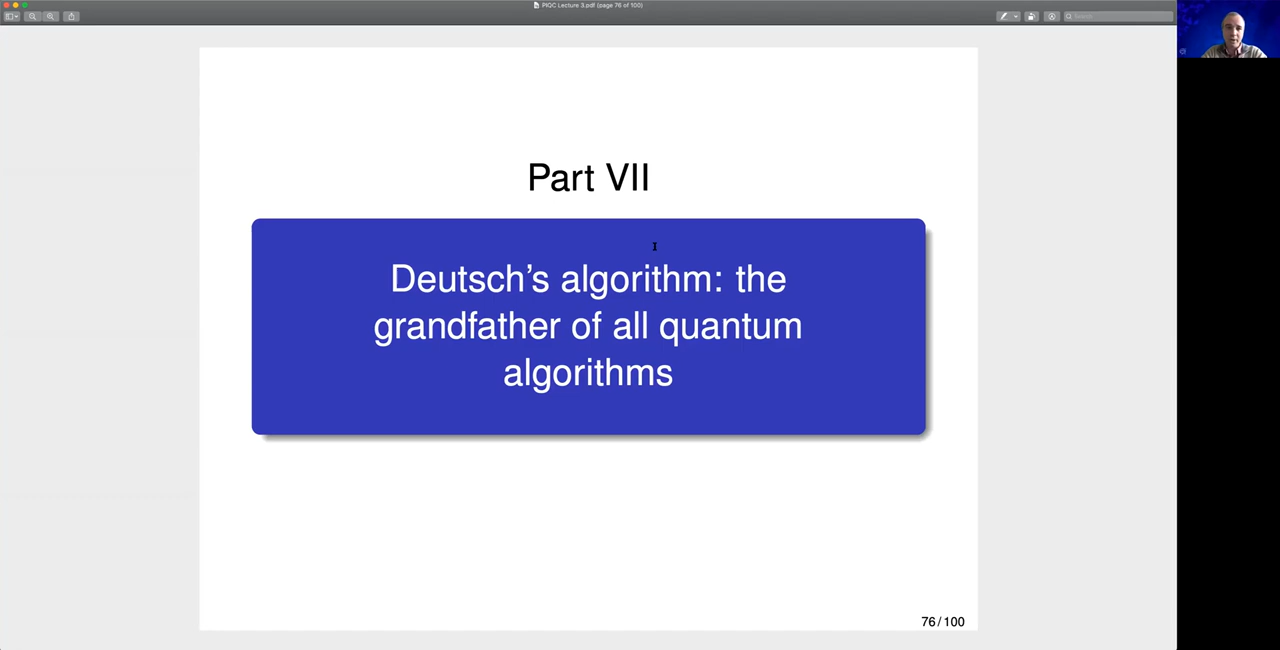 PIQC Lecture 3.pdf (page 76 of 100)
Search
Part VII
Deutsch's algorithm: the
grandfather of all quantum
algorithms
76/100